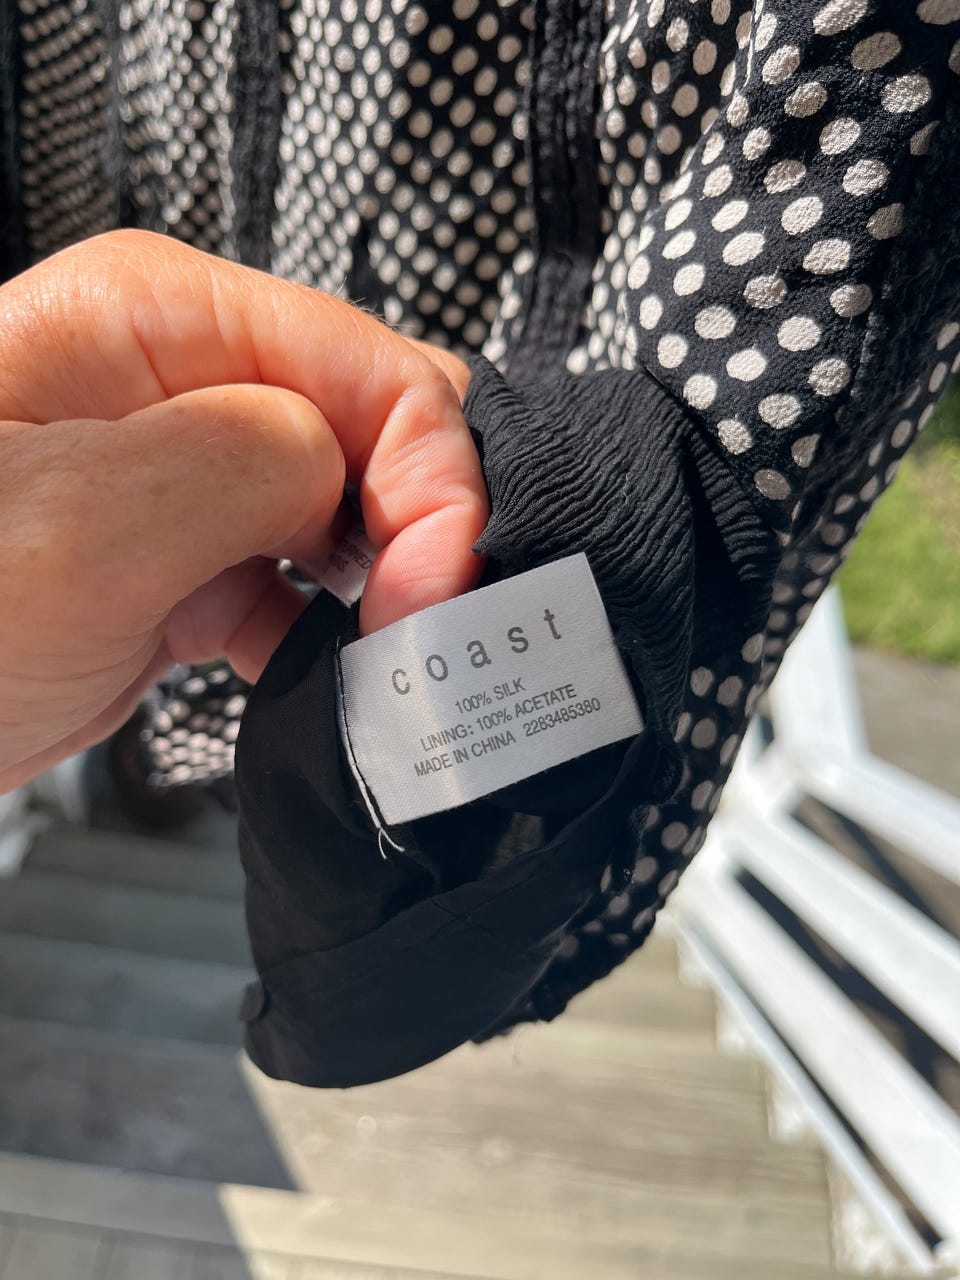 coast
100% SILK
LINING: 100% ACETATE
MADE IN CHINA 2283485380